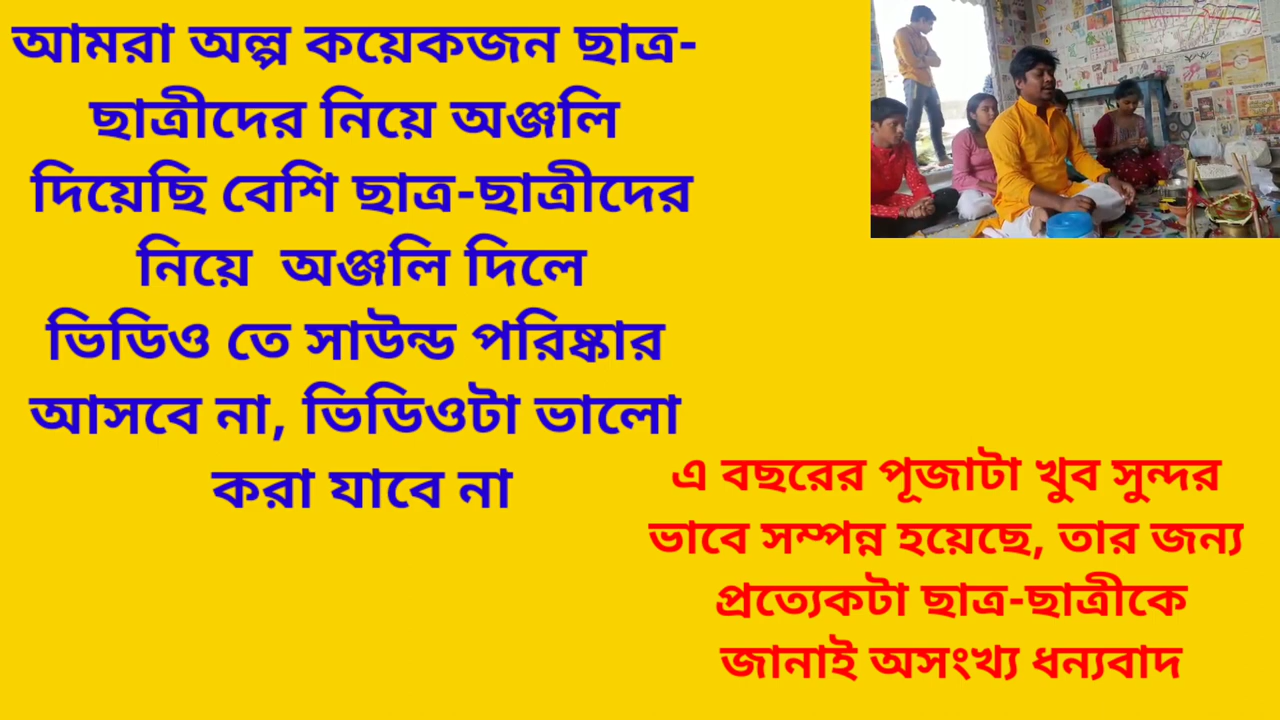 আমরা অল্প কয়েকজন ছাত্র-
ছাত্রীদের নিয়ে অঞ্জলি
দিয়েছি বেশি ছাত্র-ছাত্রীদের
নিয়ে  অঞ্জলি দিলে
ভিডিও তে সাউন্ড পরিষ্কার
আসবে না, ভিডিওটা ভালো
করা যাবে না
এ বছরের পূজাটা খুব সুন্দর
ভাবে সম্পন্ন হয়েছে, তার জন্য
প্রত্যেকটা ছাত্র-ছাত্রীকে
জানাই অসংখ্য ধন্যবাদ